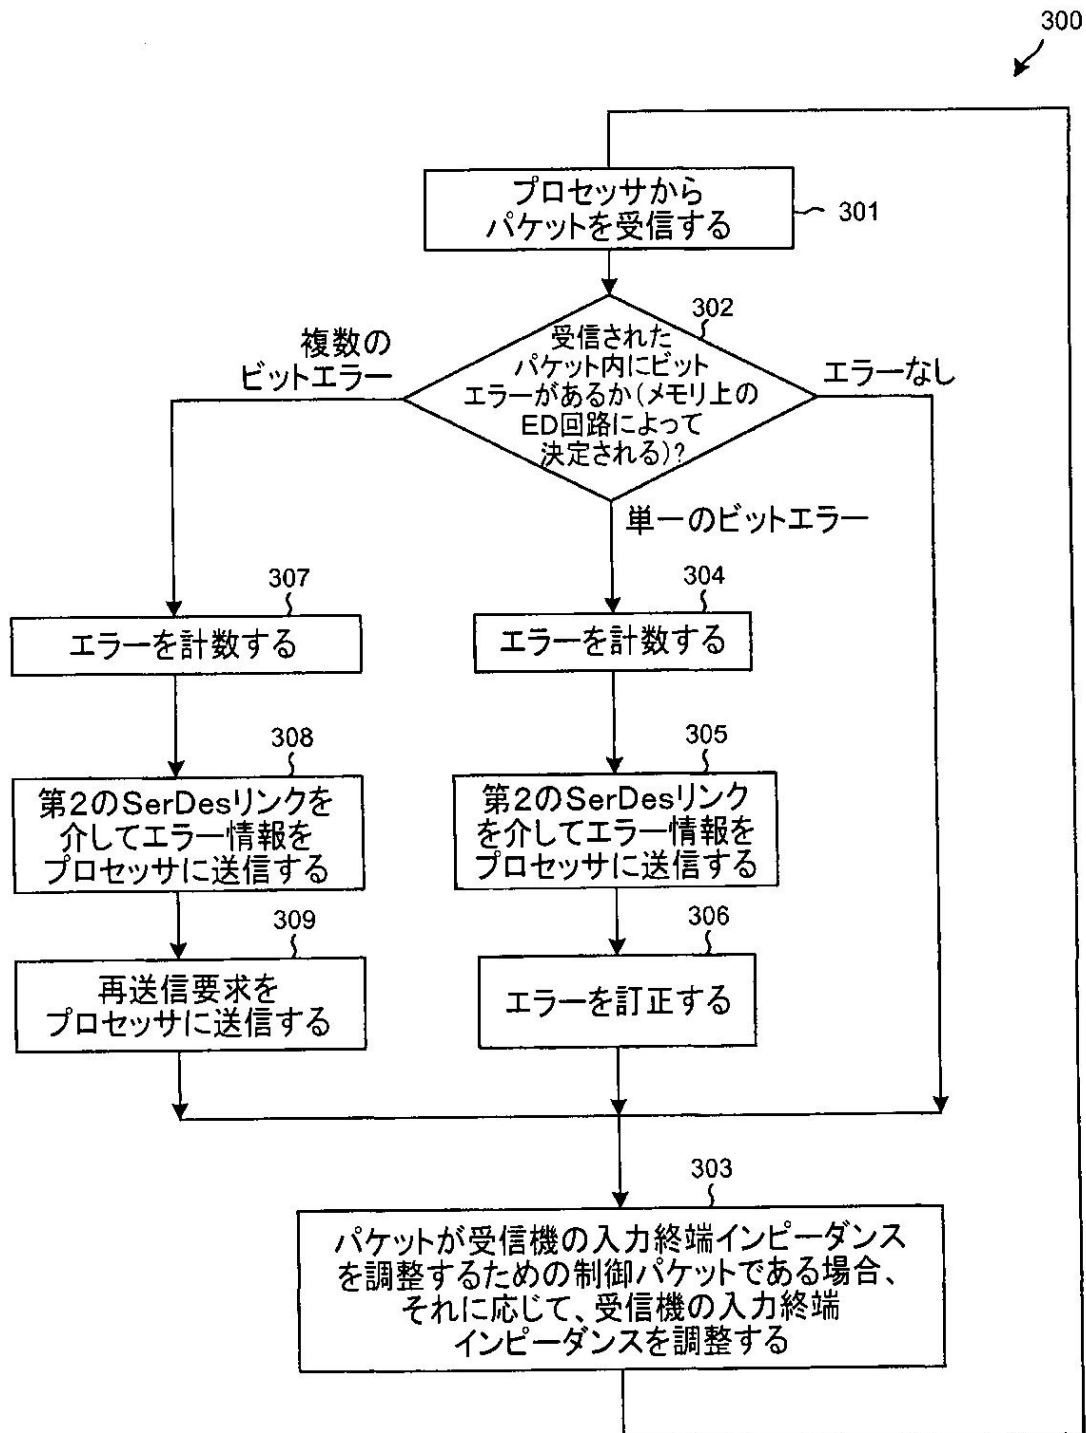 300
プロセッサから
パケットを受信する
301
302
受信された
パケット内にビット
エラーがあるか(メモリ上の
ED回路によって
決定される)?
複数の
ビットエラー
エラーなし
単一のビットエラー
307
エラーを計数する
304
エラーを計数する
308
第2のSerDesリンクを
介してエラー情報を
プロセッサに送信する
305
第2のSerDesリンク
を介してエラー情報を
プロセッサに送信する
309
再送信要求を
プロセッサに送信する
306
エラーを訂正する
303
パケットが受信機の入力終端インピーダンス
を調整するための制御パケットである場合、
それに応じて、受信機の入力終端
インピーダンスを調整する